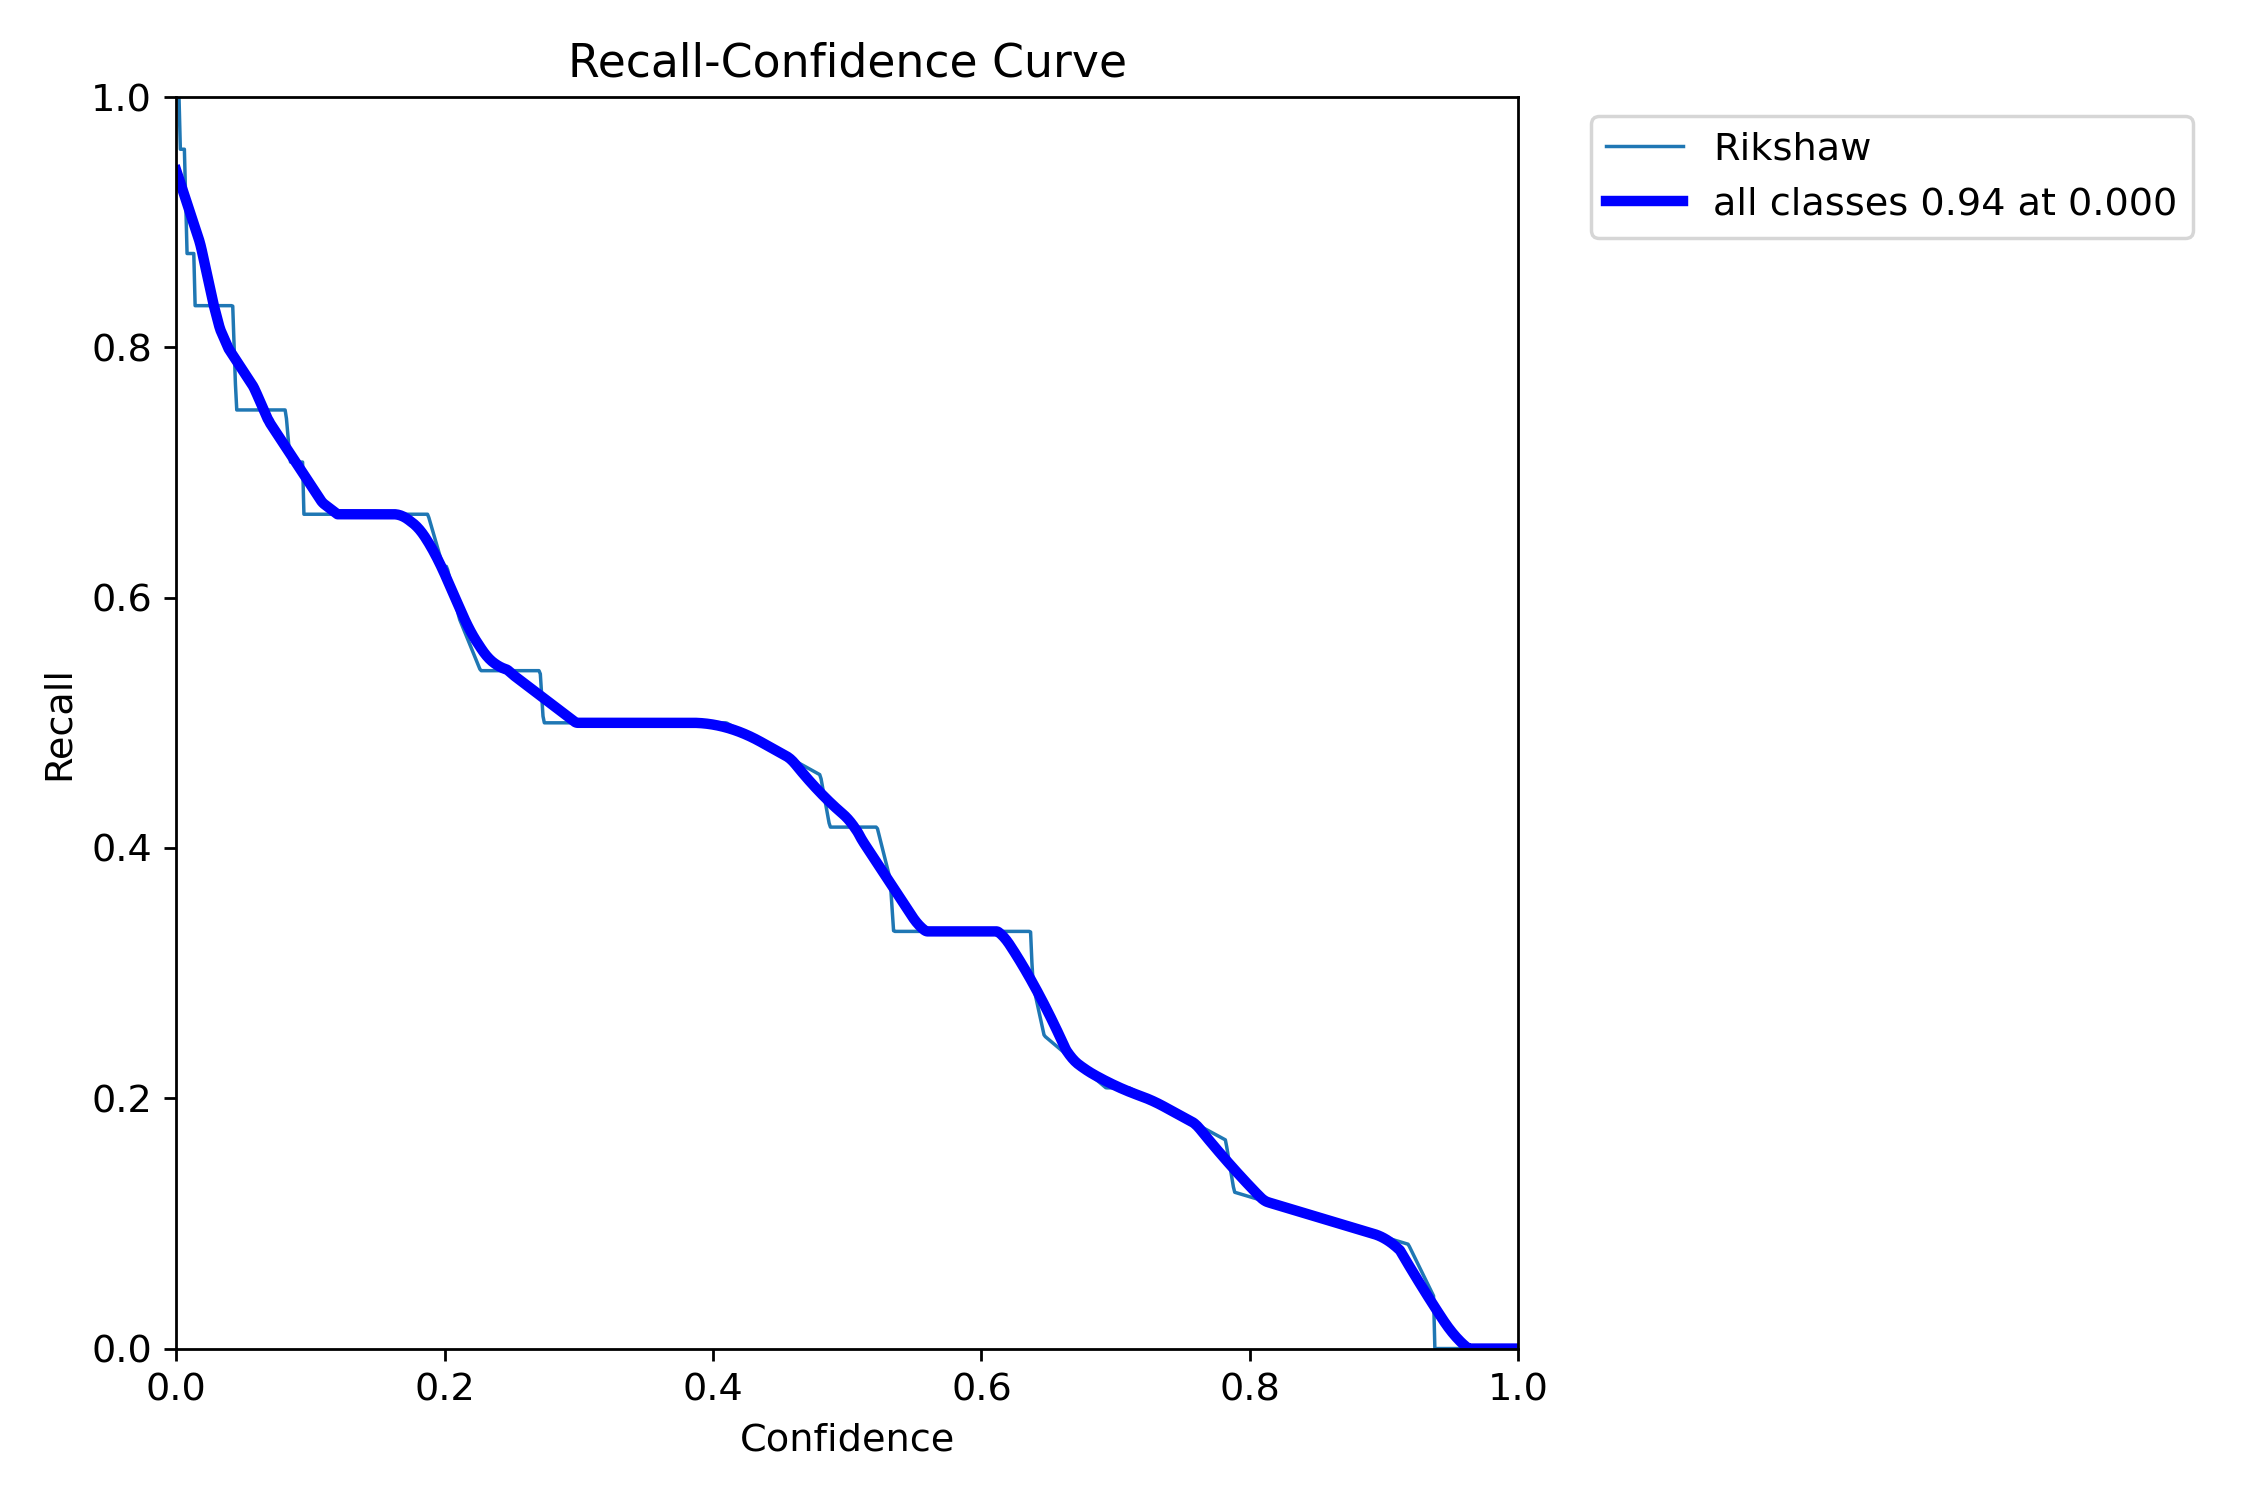 Recall-Confidence Curve
Rikshaw
all classes 0.94 at 0.000
1.0
0.8
0.6
0.4
0.2
0.0
Recall
0.0 0.2 0.4 0.6 0.8 1.0
Confidence